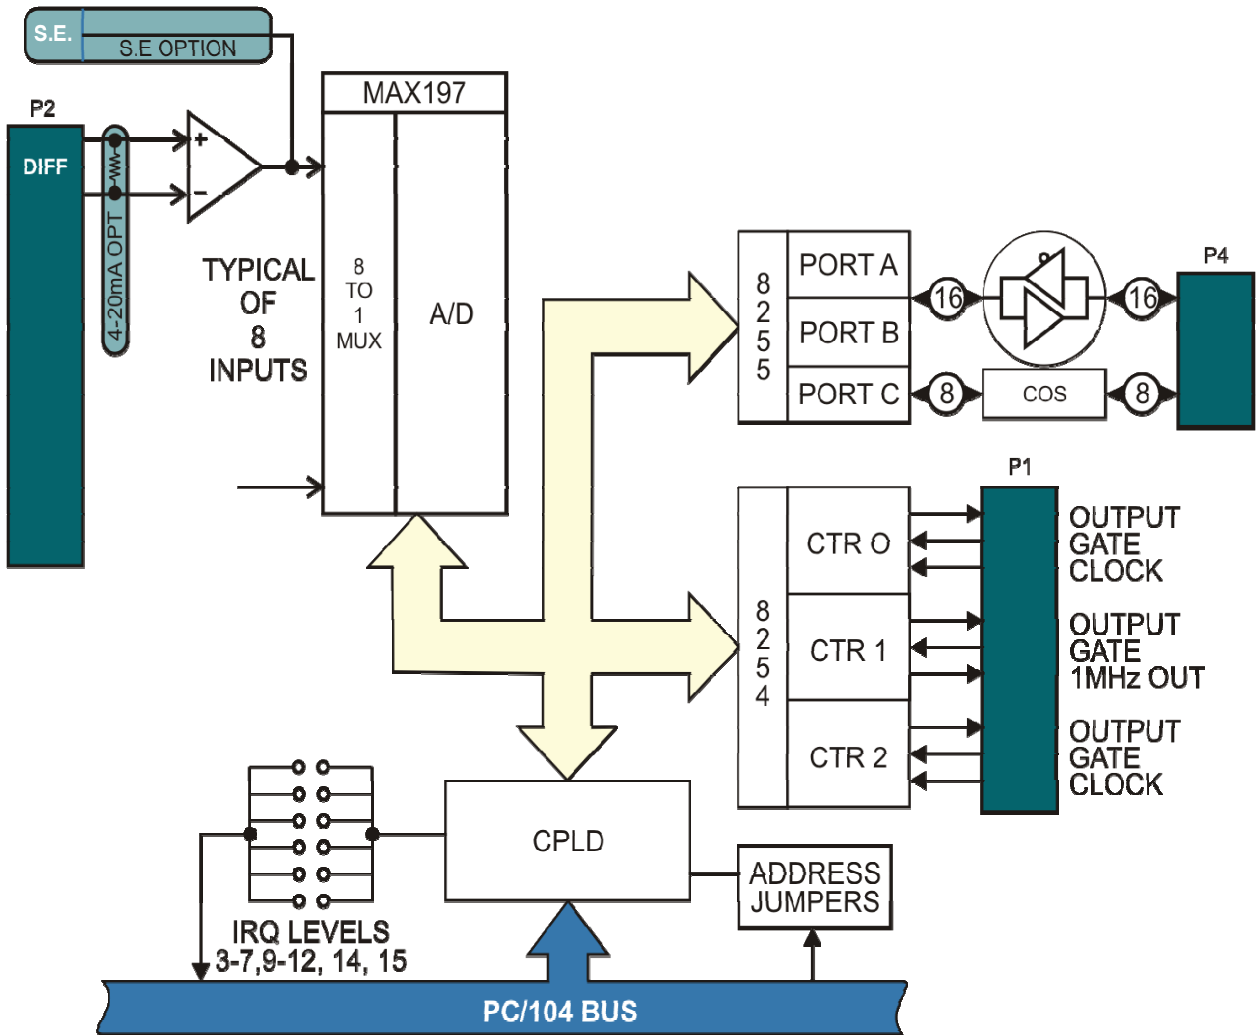 S.E.
S.E OPTION
P2
DIFF
4-20mA OPT
+
−
TYPICAL
OF
8
INPUTS
MAX197
8
TO
1
MUX
A/D
8
2
5
5
PORT A
PORT B
PORT C
16
8
16
8
COS
P4
P1
8
2
5
4
CTR O
CTR 1
CTR 2
OUTPUT
GATE
CLOCK
OUTPUT
GATE
1MHz OUT
OUTPUT
GATE
CLOCK
CPLD
ADDRESS
JUMPERS
IRQ LEVELS
3-7,9-12, 14, 15
PC/104 BUS